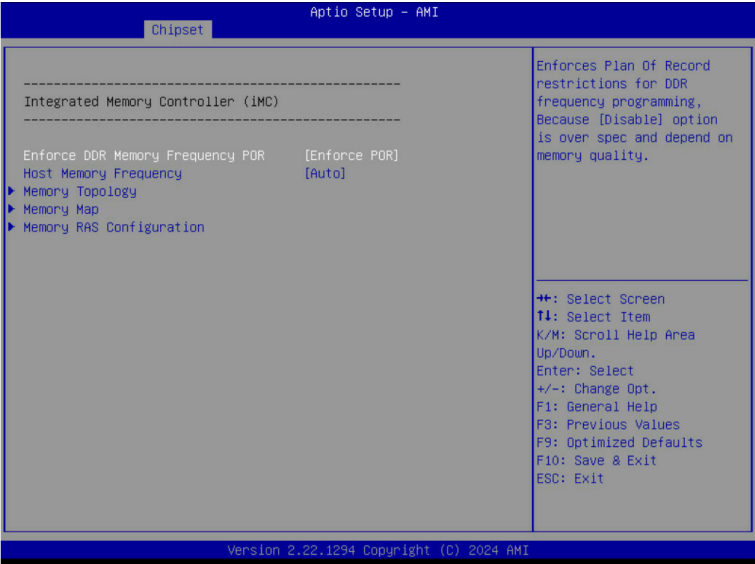 Aptio Setup - AMI
Chipset
----------------------------------------------------
Integrated Memory Controller (iMC)
----------------------------------------------------
Enforce DDR Memory Frequency POR [Enforce POR]
Host Memory Frequency [Auto]
Memory Topology
Memory Map
Memory RAS Configuration
Enforces Plan Of Record
restrictions for DDR
frequency programming,
Because [Disable] option
is over spec and depend on
memory quality.
→←: Select Screen
↑↓: Select Item
K/M: Scroll Help Area
Up/Down.
Enter: Select
+/-: Change Opt.
F1: General Help
F3: Previous Values
F9: Optimized Defaults
F10: Save & Exit
ESC: Exit
Version 2.22.1294 Copyright (C) 2024 AMI